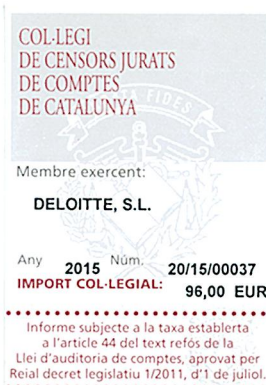 COL·LEGI
DE CENSORS JURATS
DE COMPTES
DE CATALUNYA
FIDES
Membre exercent:
DELOITTE, S.L.
Any 2015 Núm. 20/15/00037
IMPORT COL·LEGIAL: 96,00 EUR
Informe subjecte a la taxa establerta
a l'article 44 del text refós de la
Llei d'auditoria de comptes, aprovat per
Reial decret legislatiu 1/2011, d'1 de juliol.